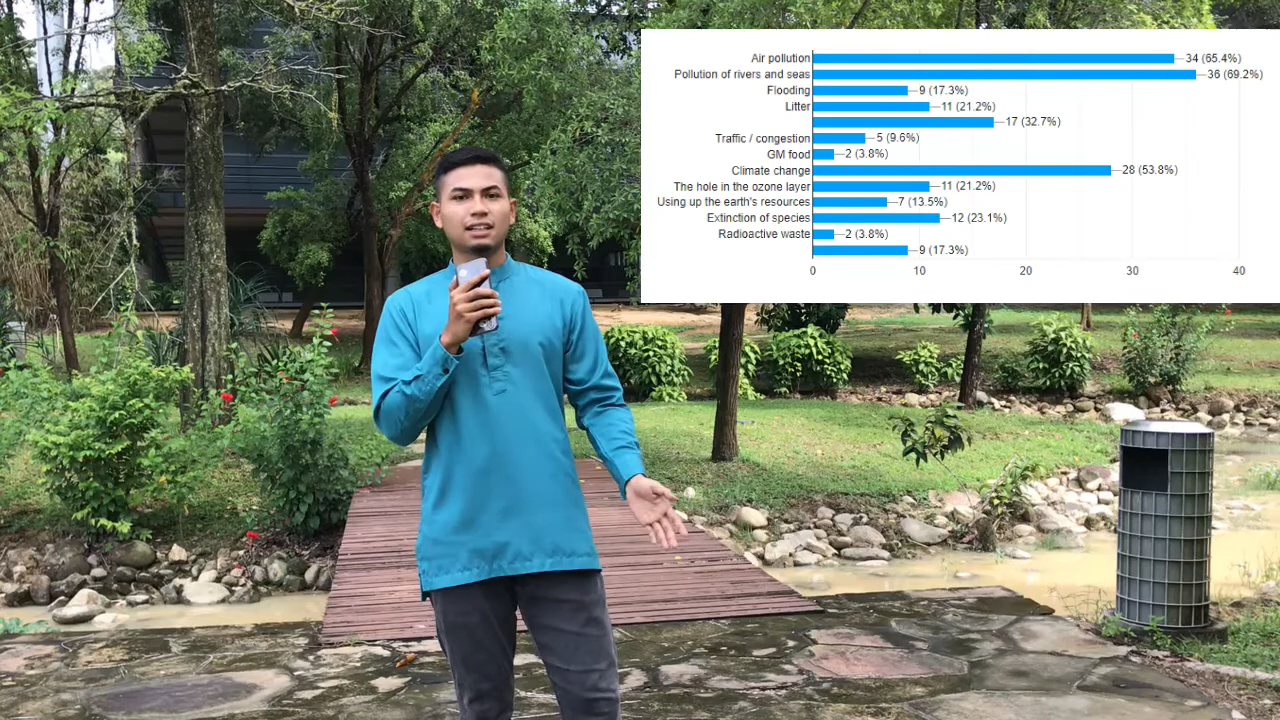 Air pollution 34 (65.4%)
Pollution of rivers and seas 36 (69.2%)
Flooding 9 (17.3%)
Litter 11 (21.2%)
17 (32.7%)
Traffic / congestion 5 (9.6%)
GM food 2 (3.8%)
Climate change 28 (53.8%)
The hole in the ozone layer 11 (21.2%)
Using up the earth's resources 7 (13.5%)
Extinction of species 12 (23.1%)
Radioactive waste 2 (3.8%)
9 (17.3%)
0 10 20 30 40